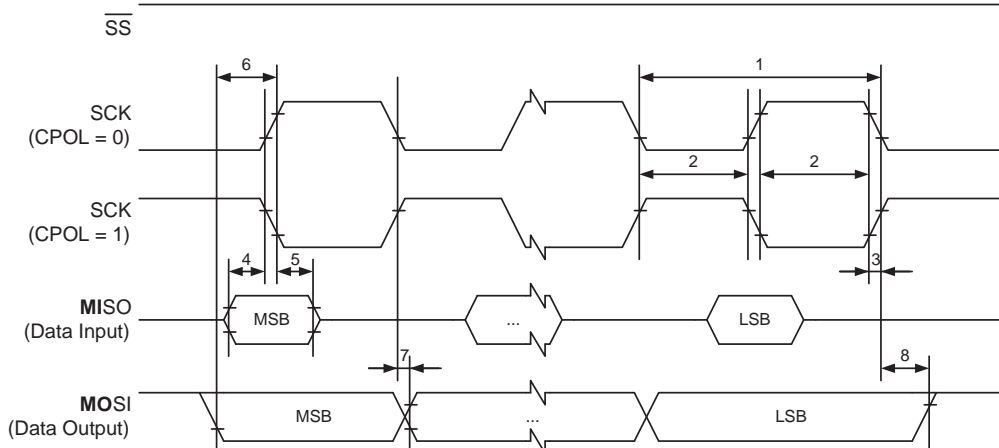 SS
6
1
SCK
(CPOL = 0)
2
2
SCK
(CPOL = 1)
4
5
3
MISO
(Data Input)
MSB
...
LSB
7
8
MOSI
(Data Output)
MSB
...
LSB